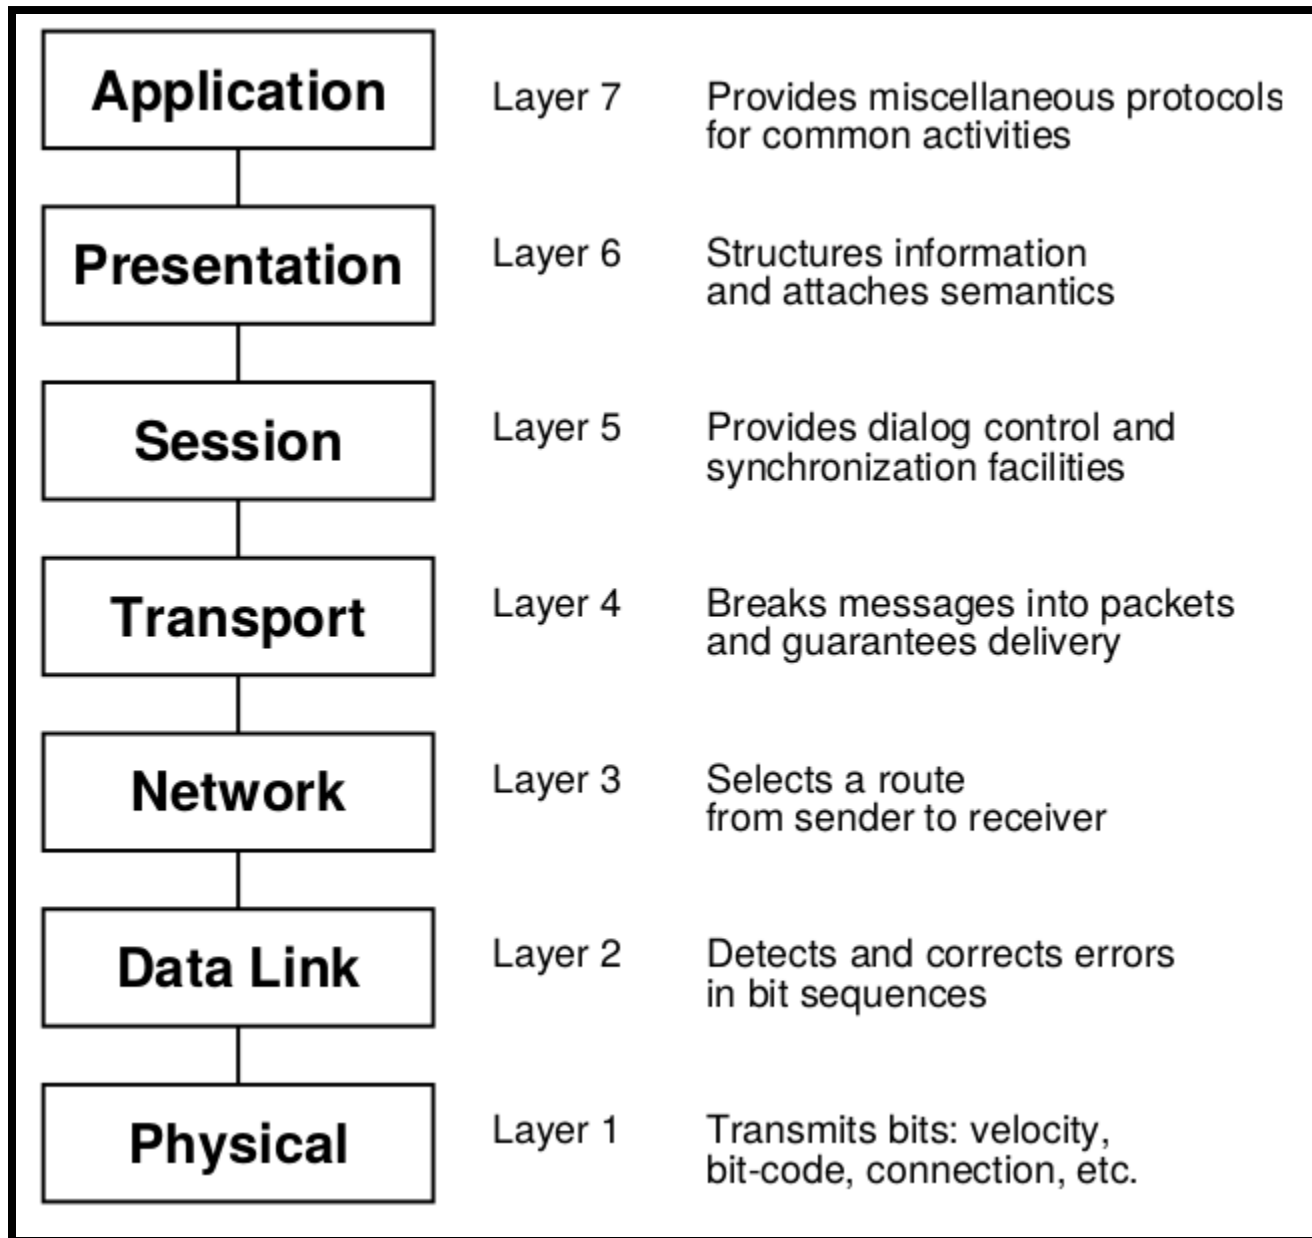 Application
Layer 7
Provides miscellaneous protocols
for common activities
Presentation
Layer 6
Structures information
and attaches semantics
Session
Layer 5
Provides dialog control and
synchronization facilities
Transport
Layer 4
Breaks messages into packets
and guarantees delivery
Network
Layer 3
Selects a route
from sender to receiver
Data Link
Layer 2
Detects and corrects errors
in bit sequences
Physical
Layer 1
Transmits bits: velocity,
bit-code, connection, etc.